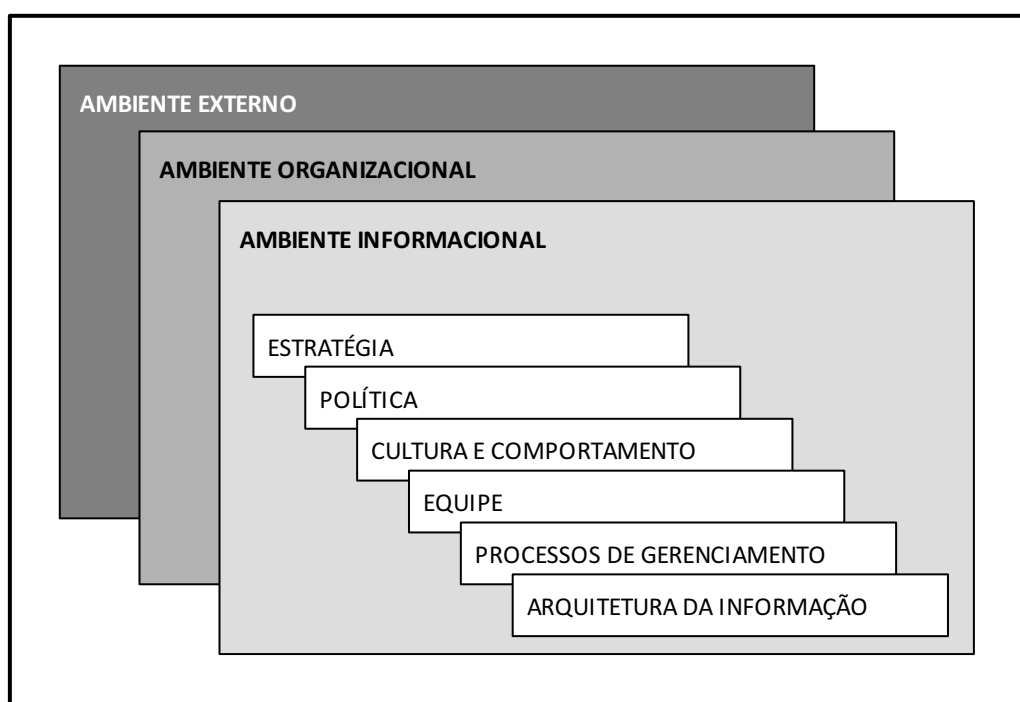 AMBIENTE EXTERNO
AMBIENTE ORGANIZACIONAL
AMBIENTE INFORMACIONAL
ESTRATÉGIA
POLÍTICA
CULTURA E COMPORTAMENTO
EQUIPE
PROCESSOS DE GERENCIAMENTO
ARQUITETURA DA INFORMAÇÃO